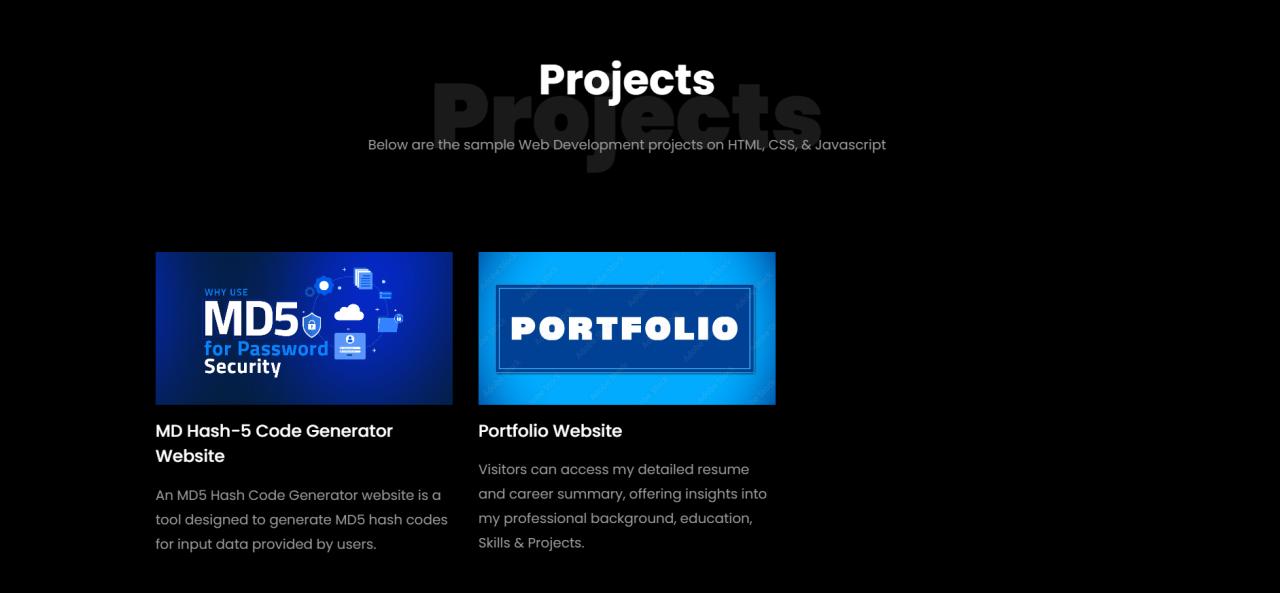 Projects
Projects
Below are the sample Web Development projects on HTML, CSS, & Javascript
WHY USE
MD5
for Password
Security
PORTFOLIO
MD Hash-5 Code Generator
Website
An MD5 Hash Code Generator website is a
tool designed to generate MD5 hash codes
for input data provided by users.
Portfolio Website
Visitors can access my detailed resume
and career summary, offering insights into
my professional background, education,
Skills & Projects.